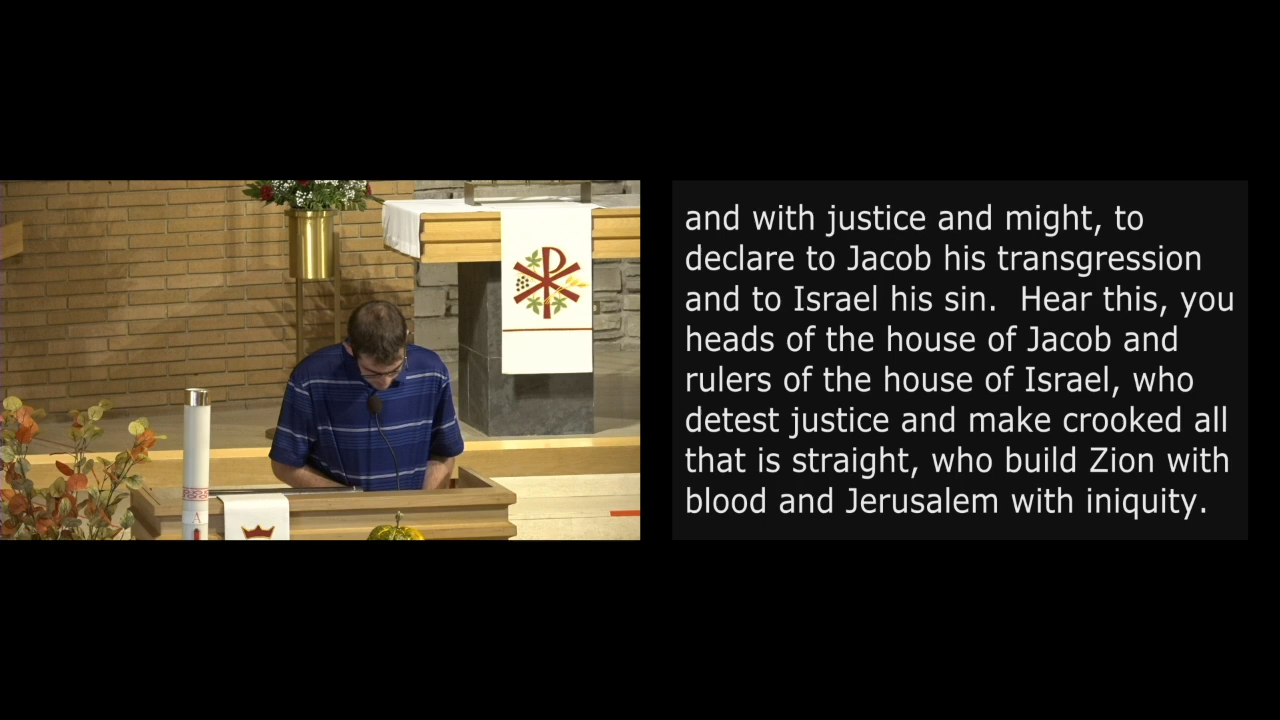 and with justice and might, to
declare to Jacob his transgression
and to Israel his sin.  Hear this, you
heads of the house of Jacob and
rulers of the house of Israel, who
detest justice and make crooked all
that is straight, who build Zion with
blood and Jerusalem with iniquity.
A